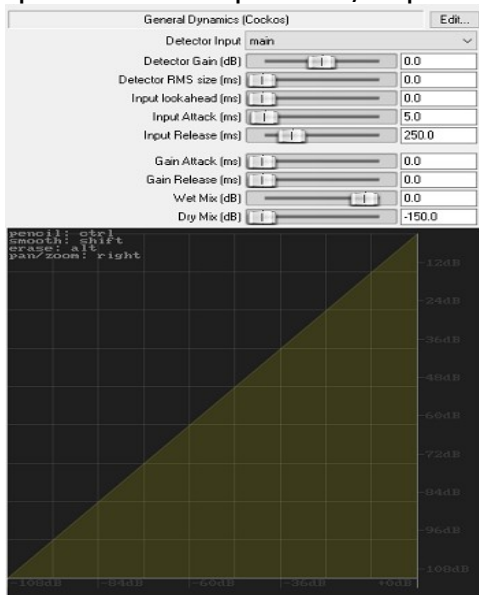 General Dynamics (Cockos) Edit...
Detector Input main
Detector Gain (dB) 0.0
Detector RMS size (ms) 0.0
Input lookahead (ms) 0.0
Input Attack (ms) 5.0
Input Release (ms) 250.0
Gain Attack (ms) 0.0
Gain Release (ms) 0.0
Wet Mix (dB) 0.0
Dry Mix (dB) -150.0
pencil: ctrl
smooth: shift
erase: alt
pan/zoom: right
-12dB
-24dB
-36dB
-48dB
-60dB
-72dB
-84dB
-96dB
-108dB
-108dB -84dB -60dB -36dB +0dB